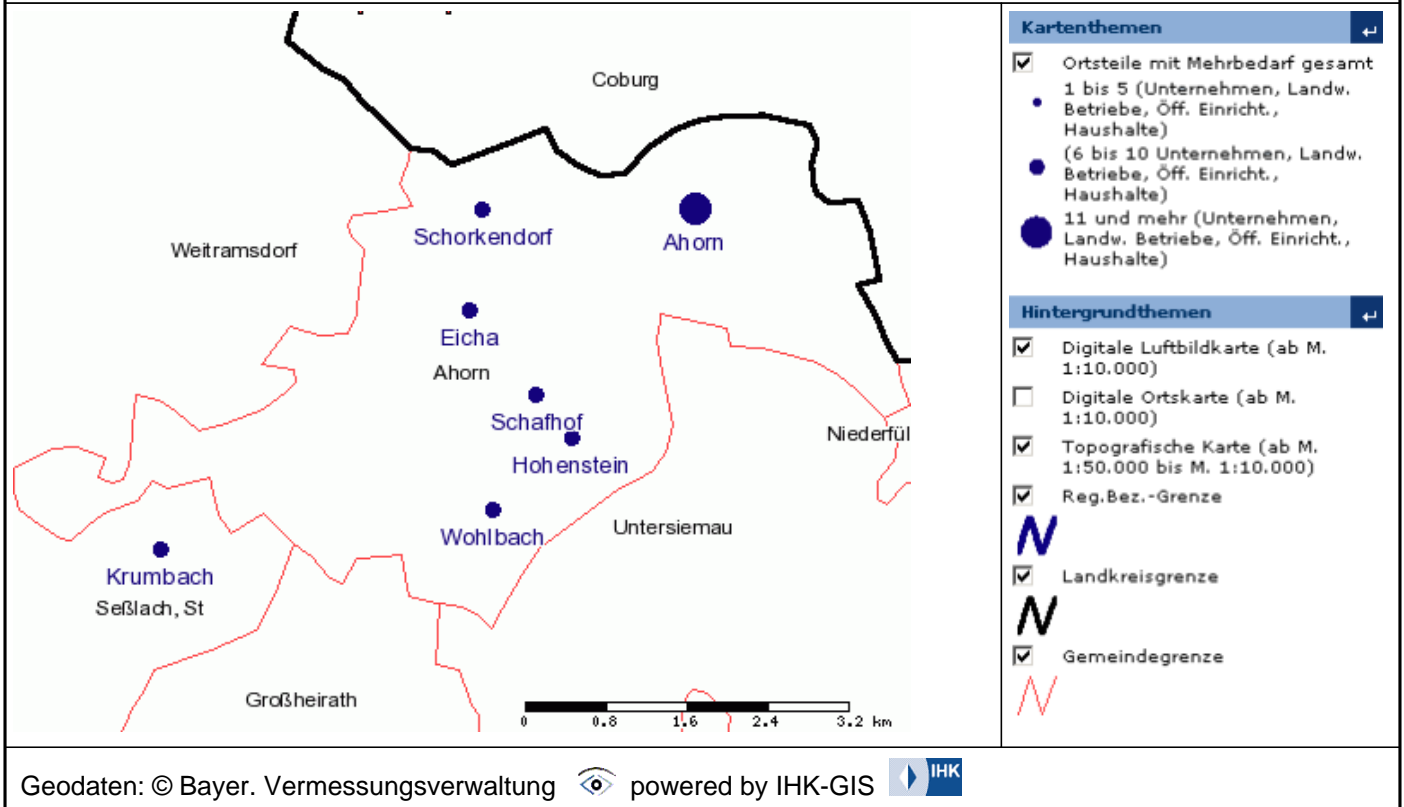 Coburg
Weitramsdorf
Schorkendorf
Ahorn
Eicha
Ahorn
Schafhof
Niederfül
Hohenstein
Wohlbach
Untersiemau
Krumbach
Seßlach, St
Großheirath
0 0.8 1.6 2.4 3.2 km
Kartenthemen
Ortsteile mit Mehrbedarf gesamt
1 bis 5 (Unternehmen, Landw.
Betriebe, Öff. Einricht.,
Haushalte)
(6 bis 10 Unternehmen, Landw.
Betriebe, Öff. Einricht.,
Haushalte)
11 und mehr (Unternehmen,
Landw. Betriebe, Öff. Einricht.,
Haushalte)
Hintergrundthemen
Digitale Luftbildkarte (ab M.
1:10.000)
Digitale Ortskarte (ab M.
1:10.000)
Topografische Karte (ab M.
1:50.000 bis M. 1:10.000)
Reg.Bez.-Grenze
Landkreisgrenze
Gemeindegrenze
Geodaten: © Bayer. Vermessungsverwaltung powered by IHK-GIS IHK